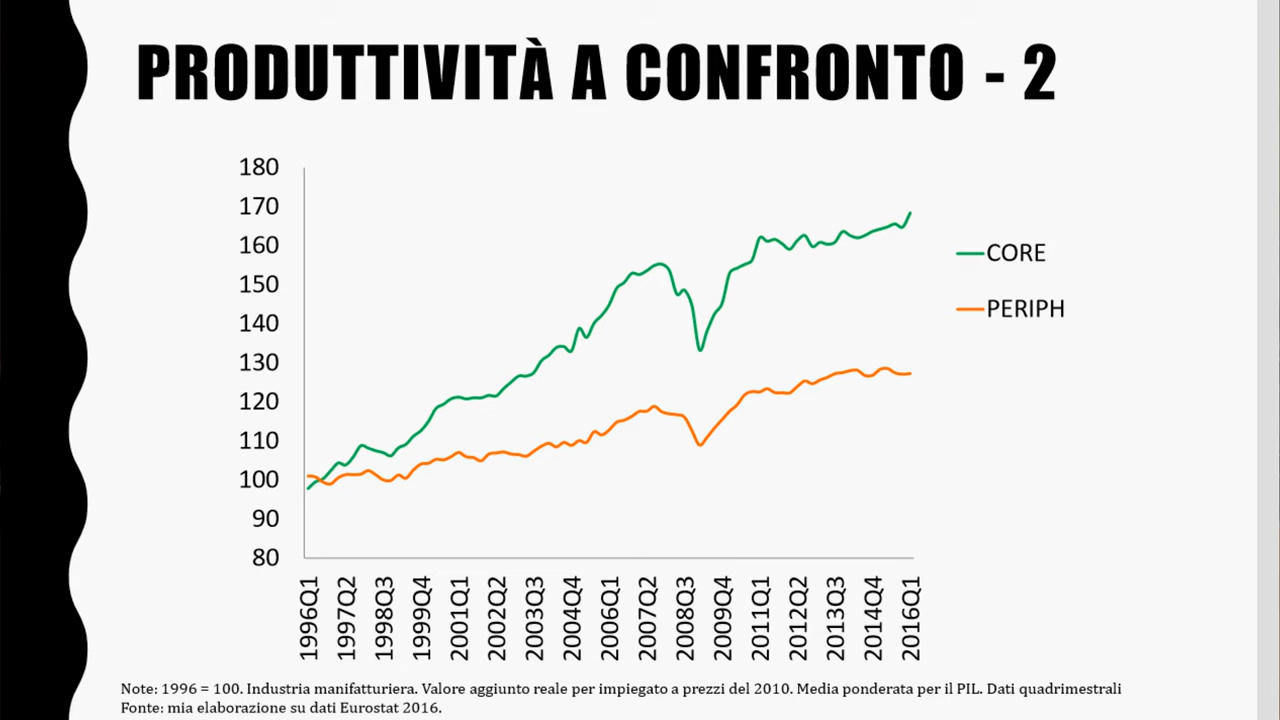 PRODUTTIVITÀ A CONFRONTO - 2
180
170
160
150
140
130
120
110
100
90
80
CORE
PERIPH
1996Q1
1997Q2
1998Q3
1999Q4
2001Q1
2002Q2
2003Q3
2004Q4
2006Q1
2007Q2
2008Q3
2009Q4
2011Q1
2012Q2
2013Q3
2014Q4
2016Q1
Note: 1996 = 100. Industria manifatturiera. Valore aggiunto reale per impiegato a prezzi del 2010. Media ponderata per il PIL. Dati quadrimestrali
Fonte: mia elaborazione su dati Eurostat 2016.